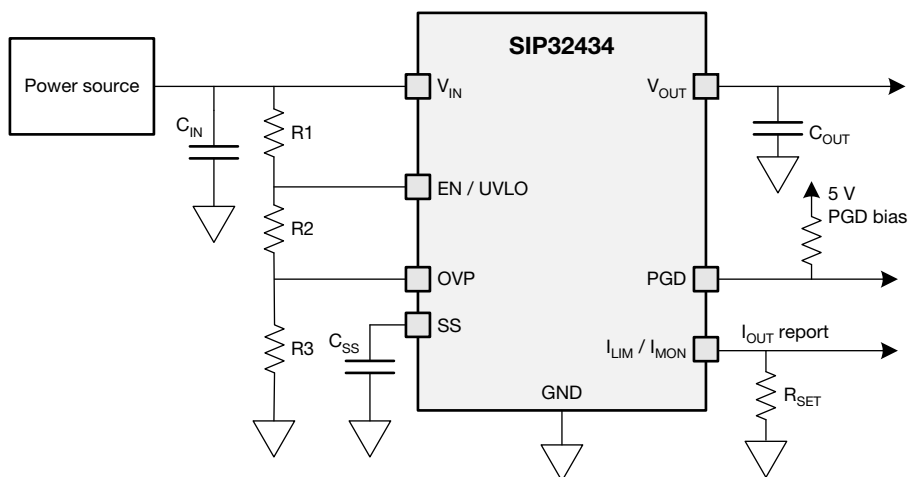 SIP32434
Power source
V_IN
V_OUT
C_IN
R1
C_OUT
EN / UVLO
5 V
PGD bias
R2
OVP
PGD
SS
C_SS
R3
I_LIM / I_MON
I_OUT report
GND
R_SET